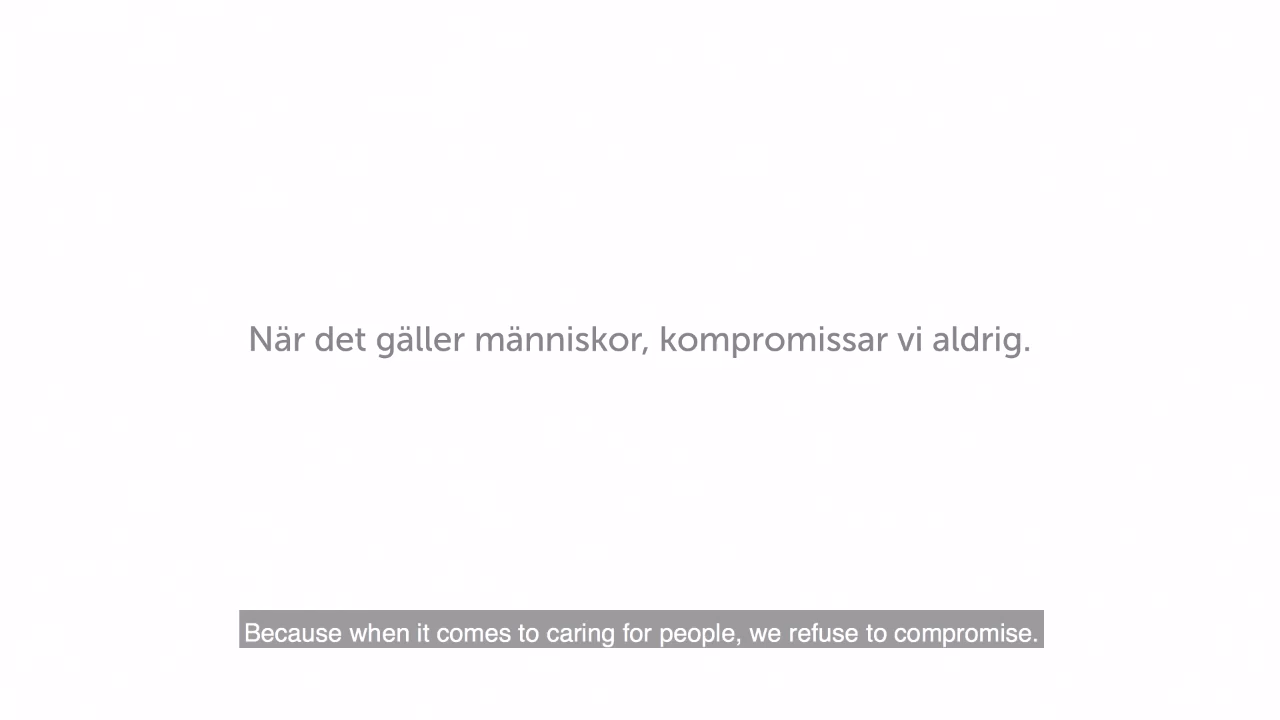 När det gäller människor, kompromissar vi aldrig.
Because when it comes to caring for people, we refuse to compromise.